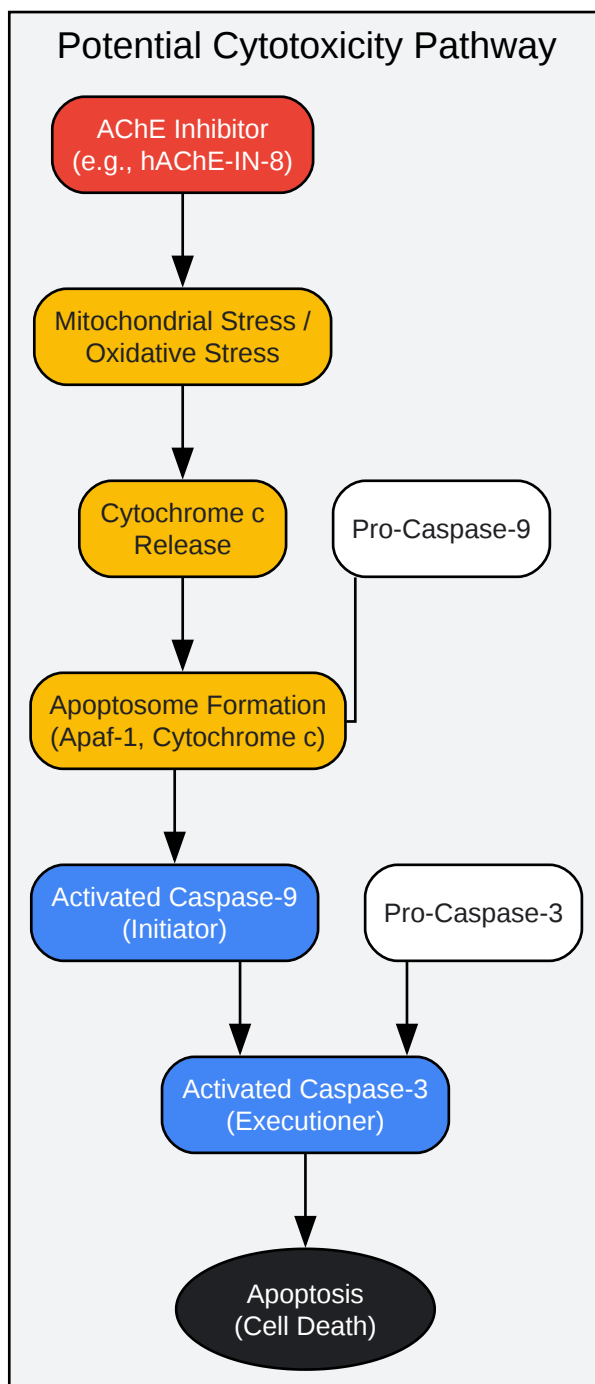 Potential Cytotoxicity Pathway
AChE Inhibitor
(e.g., hAChE-IN-8)
Mitochondrial Stress /
Oxidative Stress
Cytochrome c
Release
Pro-Caspase-9
Apoptosome Formation
(Apaf-1, Cytochrome c)
Activated Caspase-9
(Initiator)
Pro-Caspase-3
Activated Caspase-3
(Executioner)
Apoptosis
(Cell Death)